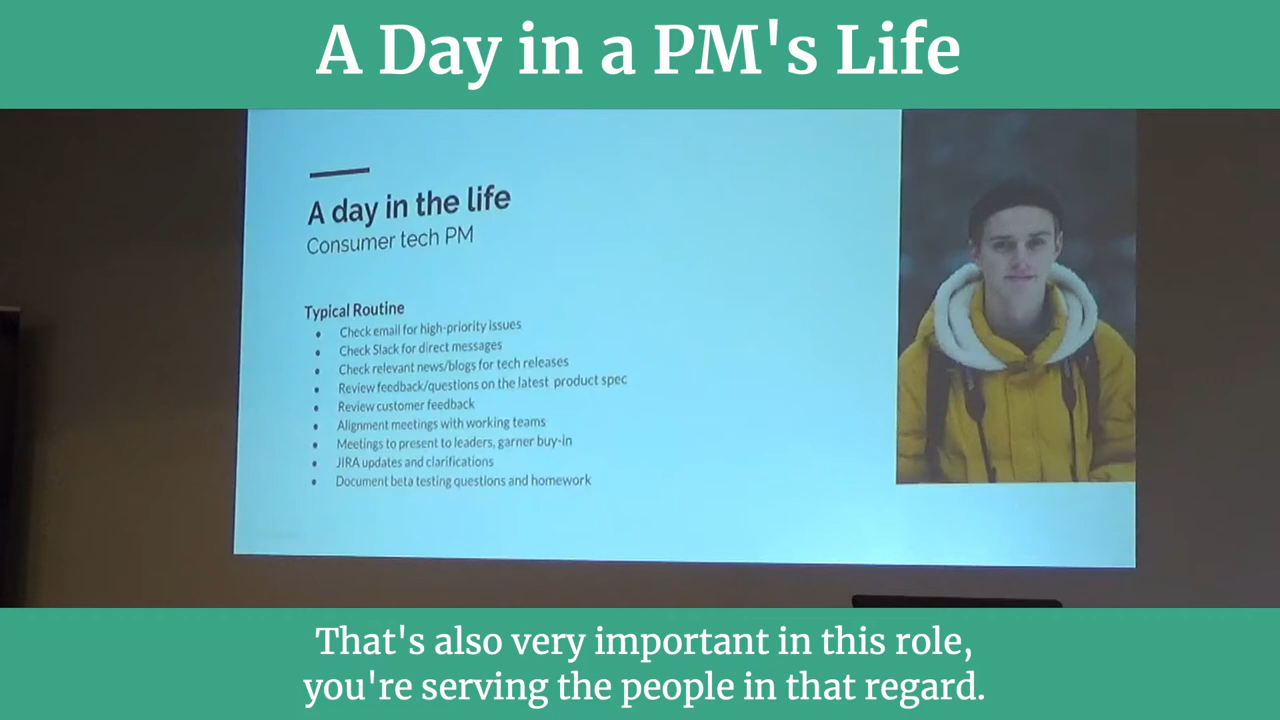 A Day in a PM's Life
A day in the life
Consumer tech PM
Typical Routine
• Check email for high-priority issues
• Check Slack for direct messages
• Check relevant news/blogs for tech releases
• Review feedback/questions on the latest product spec
• Review customer feedback
• Alignment meetings with working teams
• Meetings to present to leaders, garner buy-in
• JIRA updates and clarifications
• Document beta testing questions and homework
That's also very important in this role,
you're serving the people in that regard.